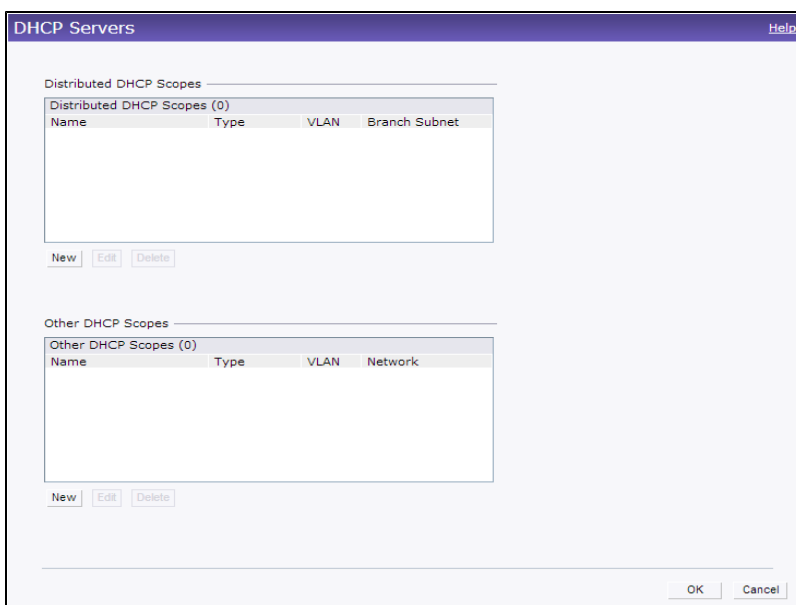 DHCP Servers Help
Distributed DHCP Scopes
Distributed DHCP Scopes (0)
Name Type VLAN Branch Subnet
New Edit Delete
Other DHCP Scopes
Other DHCP Scopes (0)
Name Type VLAN Network
New Edit Delete
OK Cancel